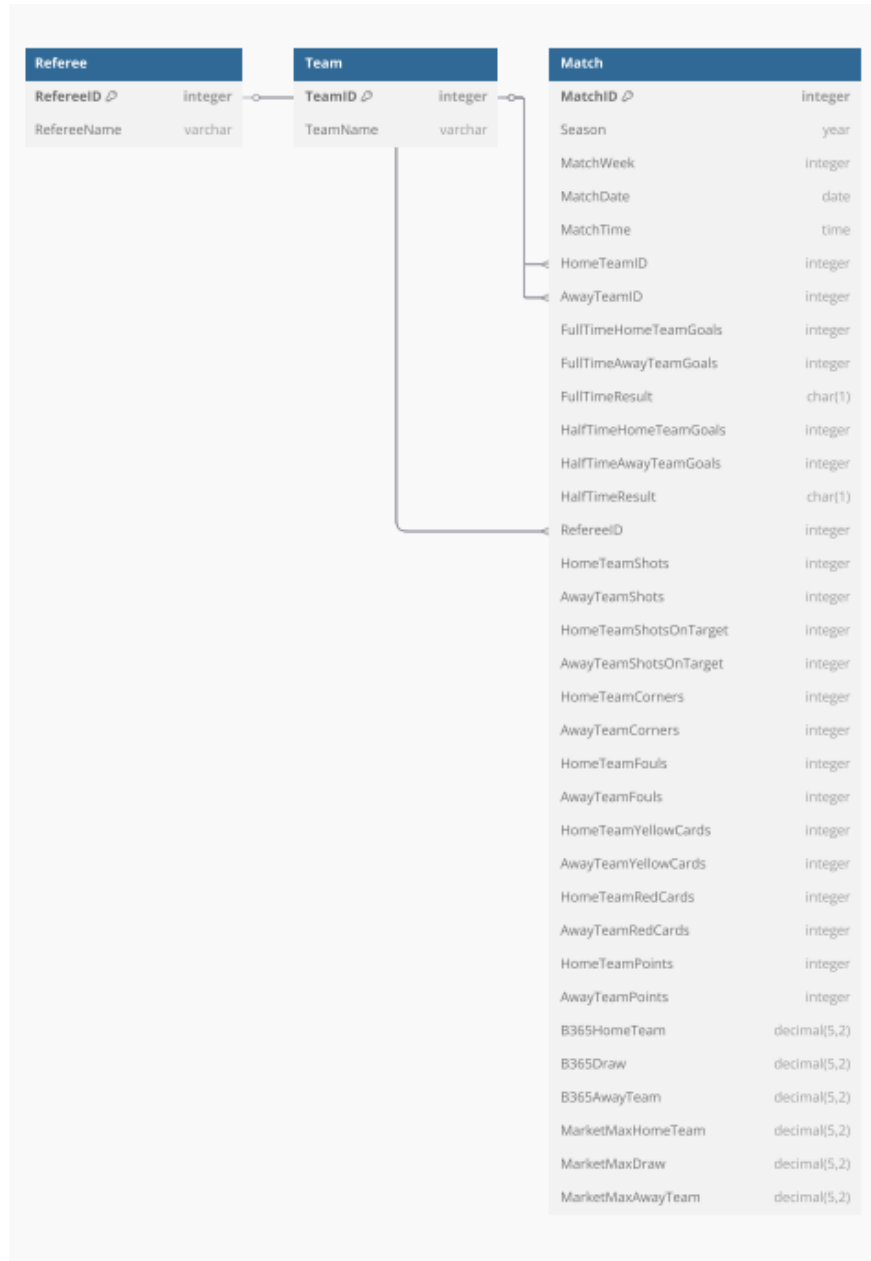 Referee
RefereeID integer
RefereeName varchar
Team
TeamID integer
TeamName varchar
Match
MatchID integer
Season year
MatchWeek integer
MatchDate date
MatchTime time
HomeTeamID integer
AwayTeamID integer
FullTimeHomeTeamGoals integer
FullTimeAwayTeamGoals integer
FullTimeResult char(1)
HalfTimeHomeTeamGoals integer
HalfTimeAwayTeamGoals integer
HalfTimeResult char(1)
RefereeID integer
HomeTeamShots integer
AwayTeamShots integer
HomeTeamShotsOnTarget integer
AwayTeamShotsOnTarget integer
HomeTeamCorners integer
AwayTeamCorners integer
HomeTeamFouls integer
AwayTeamFouls integer
HomeTeamYellowCards integer
AwayTeamYellowCards integer
HomeTeamRedCards integer
AwayTeamRedCards integer
HomeTeamPoints integer
AwayTeamPoints integer
B365HomeTeam decimal(5,2)
B365Draw decimal(5,2)
B365AwayTeam decimal(5,2)
MarketMaxHomeTeam decimal(5,2)
MarketMaxDraw decimal(5,2)
MarketMaxAwayTeam decimal(5,2)